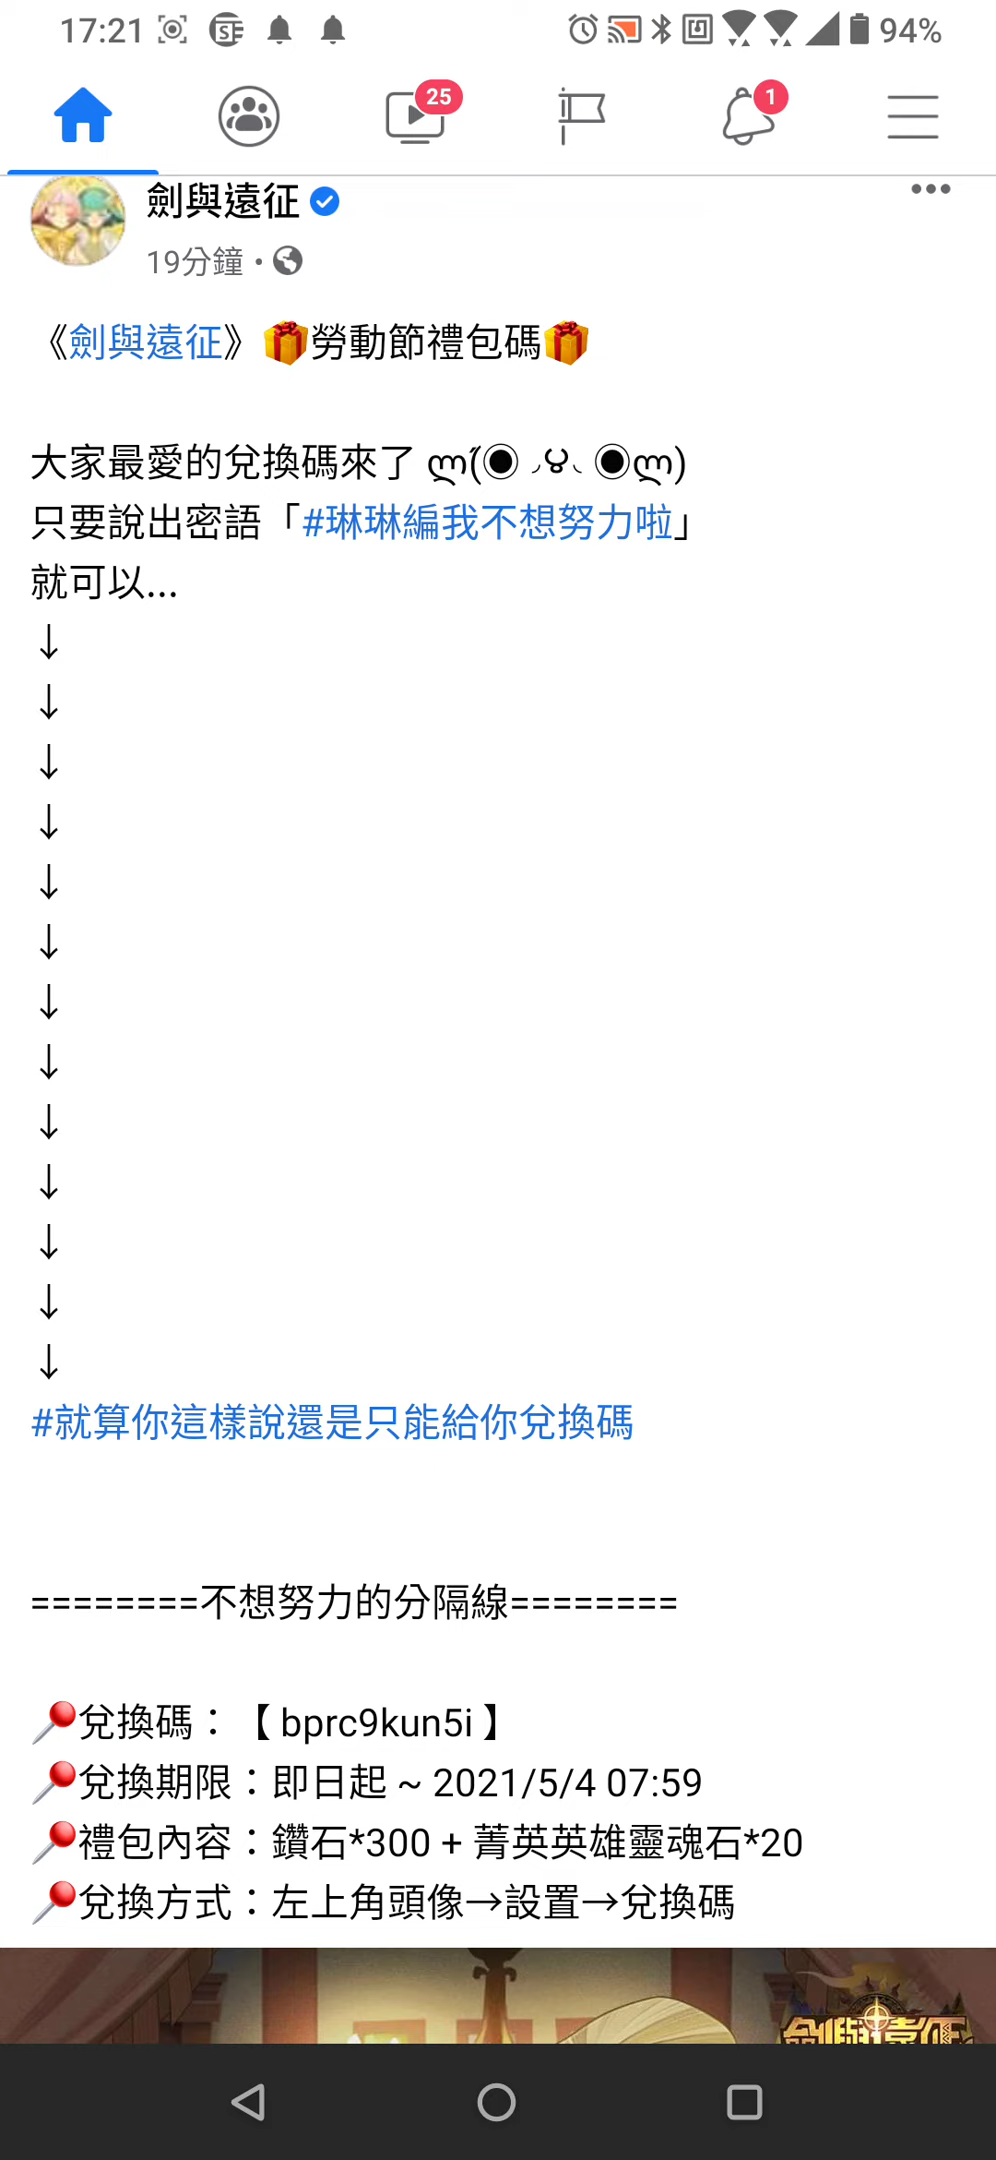 17:21
94%
25
1
劍與遠征
19分鐘
《劍與遠征》🎁勞動節禮包碼🎁
大家最愛的兌換碼來了 ლ(́◉◞౪◟◉ლ)
只要說出密語「#琳琳編我不想努力啦」
就可以...
↓
↓
↓
↓
↓
↓
↓
↓
↓
↓
↓
↓
↓
#就算你這樣說還是只能給你兌換碼
========不想努力的分隔線========
📍兌換碼：【 bprc9kun5i 】
📍兌換期限：即日起 ~ 2021/5/4 07:59
📍禮包內容：鑽石*300 + 菁英英雄靈魂石*20
📍兌換方式：左上角頭像→設置→兌換碼
劍與遠征